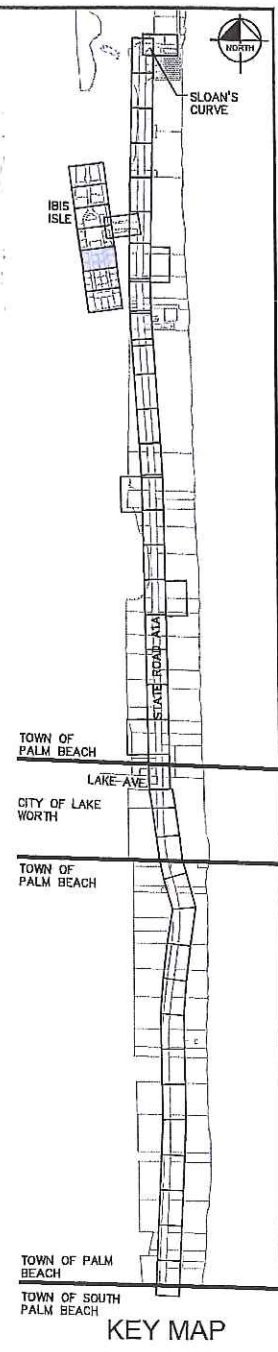 NORTH
SLOAN'S
CURVE
IBIS
ISLE
STATE ROAD A1A
TOWN OF
PALM BEACH
LAKE AVE
CITY OF LAKE
WORTH
TOWN OF
PALM BEACH
TOWN OF PALM
BEACH
TOWN OF SOUTH
PALM BEACH
KEY MAP